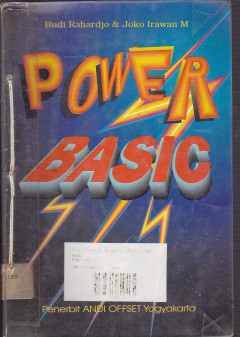 Budi Rahardjo & Joko Irawan M
POWER
BASIC
Penerbit ANDI OFFSET Yogyakarta